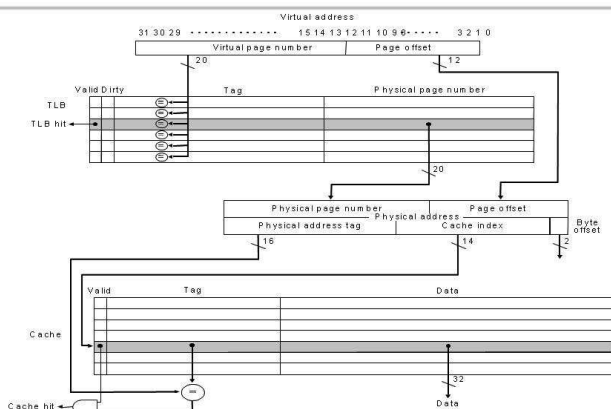 Virtual address
31 30 29 · · · · · · · · · · · · · 15 14 13 12 11 10 9 6 · · · · · 3 2 1 0
Virtual page number Page offset
20 12
Valid Dirty Tag Physical page number
TLB
TLB hit
=
=
=
=
=
=
20
Physical page number Page offset
Physical address
Physical address tag Cache index
Byte
offset
16 14 2
Valid Tag Data
Cache
32
=
Data
Cache hit